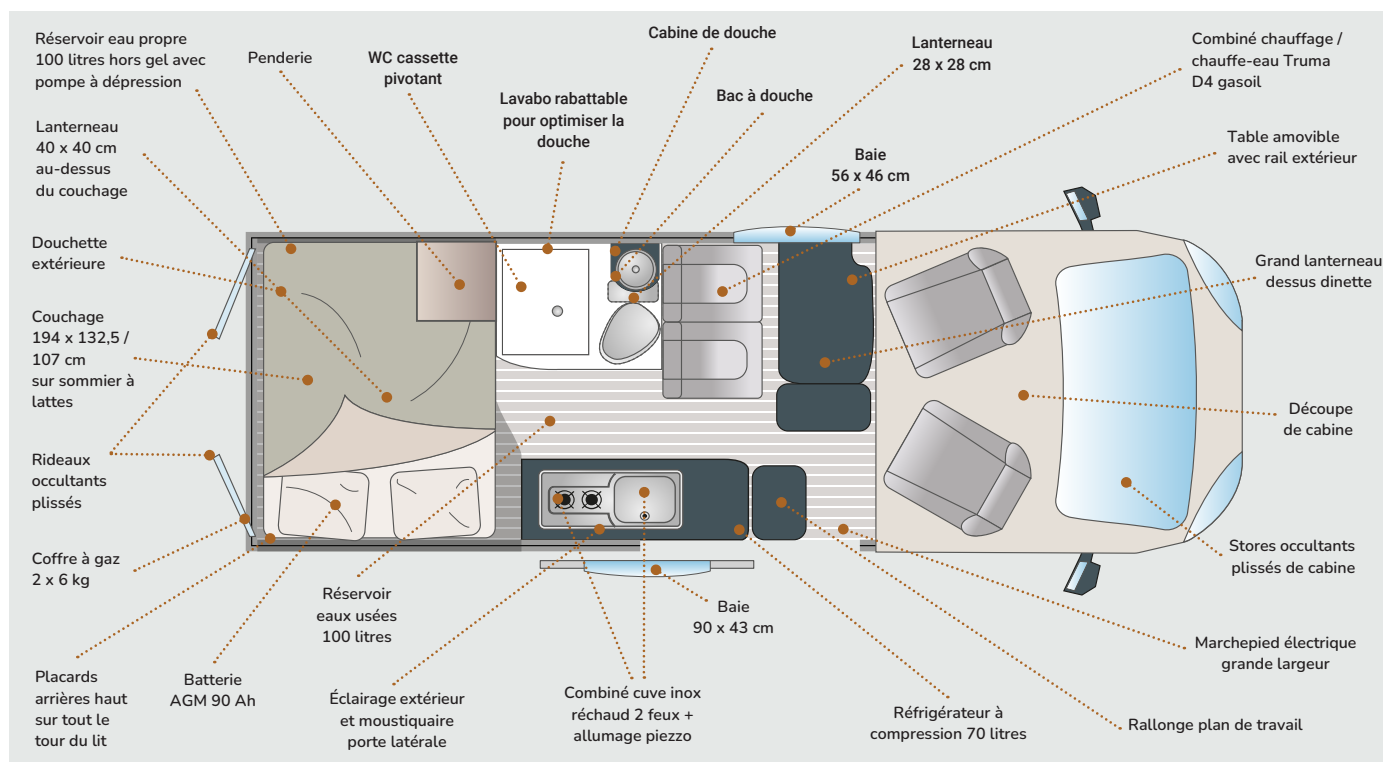 Réservoir eau propre
100 litres hors gel avec
pompe à dépression
Penderie
WC cassette
pivotant
Cabine de douche
Lanterneau
28 x 28 cm
Combiné chauffage /
chauffe-eau Truma
D4 gasoil
Lavabo rabattable
pour optimiser la
douche
Bac à douche
Lanterneau
40 x 40 cm
au-dessus
du couchage
Baie
56 x 46 cm
Table amovible
avec rail extérieur
Douchette
extérieure
Grand lanterneau
dessus dinette
Couchage
194 x 132,5 /
107 cm
sur sommier à
lattes
Découpe
de cabine
Rideaux
occultants
plissés
Coffre à gaz
2 x 6 kg
Stores occultants
plissés de cabine
Réservoir
eaux usées
100 litres
Baie
90 x 43 cm
Marchepied électrique
grande largeur
Placards
arrières haut
sur tout le
tour du lit
Batterie
AGM 90 Ah
Éclairage extérieur
et moustiquaire
porte latérale
Combiné cuve inox
réchaud 2 feux +
allumage piezzo
Réfrigérateur à
compression 70 litres
Rallonge plan de travail